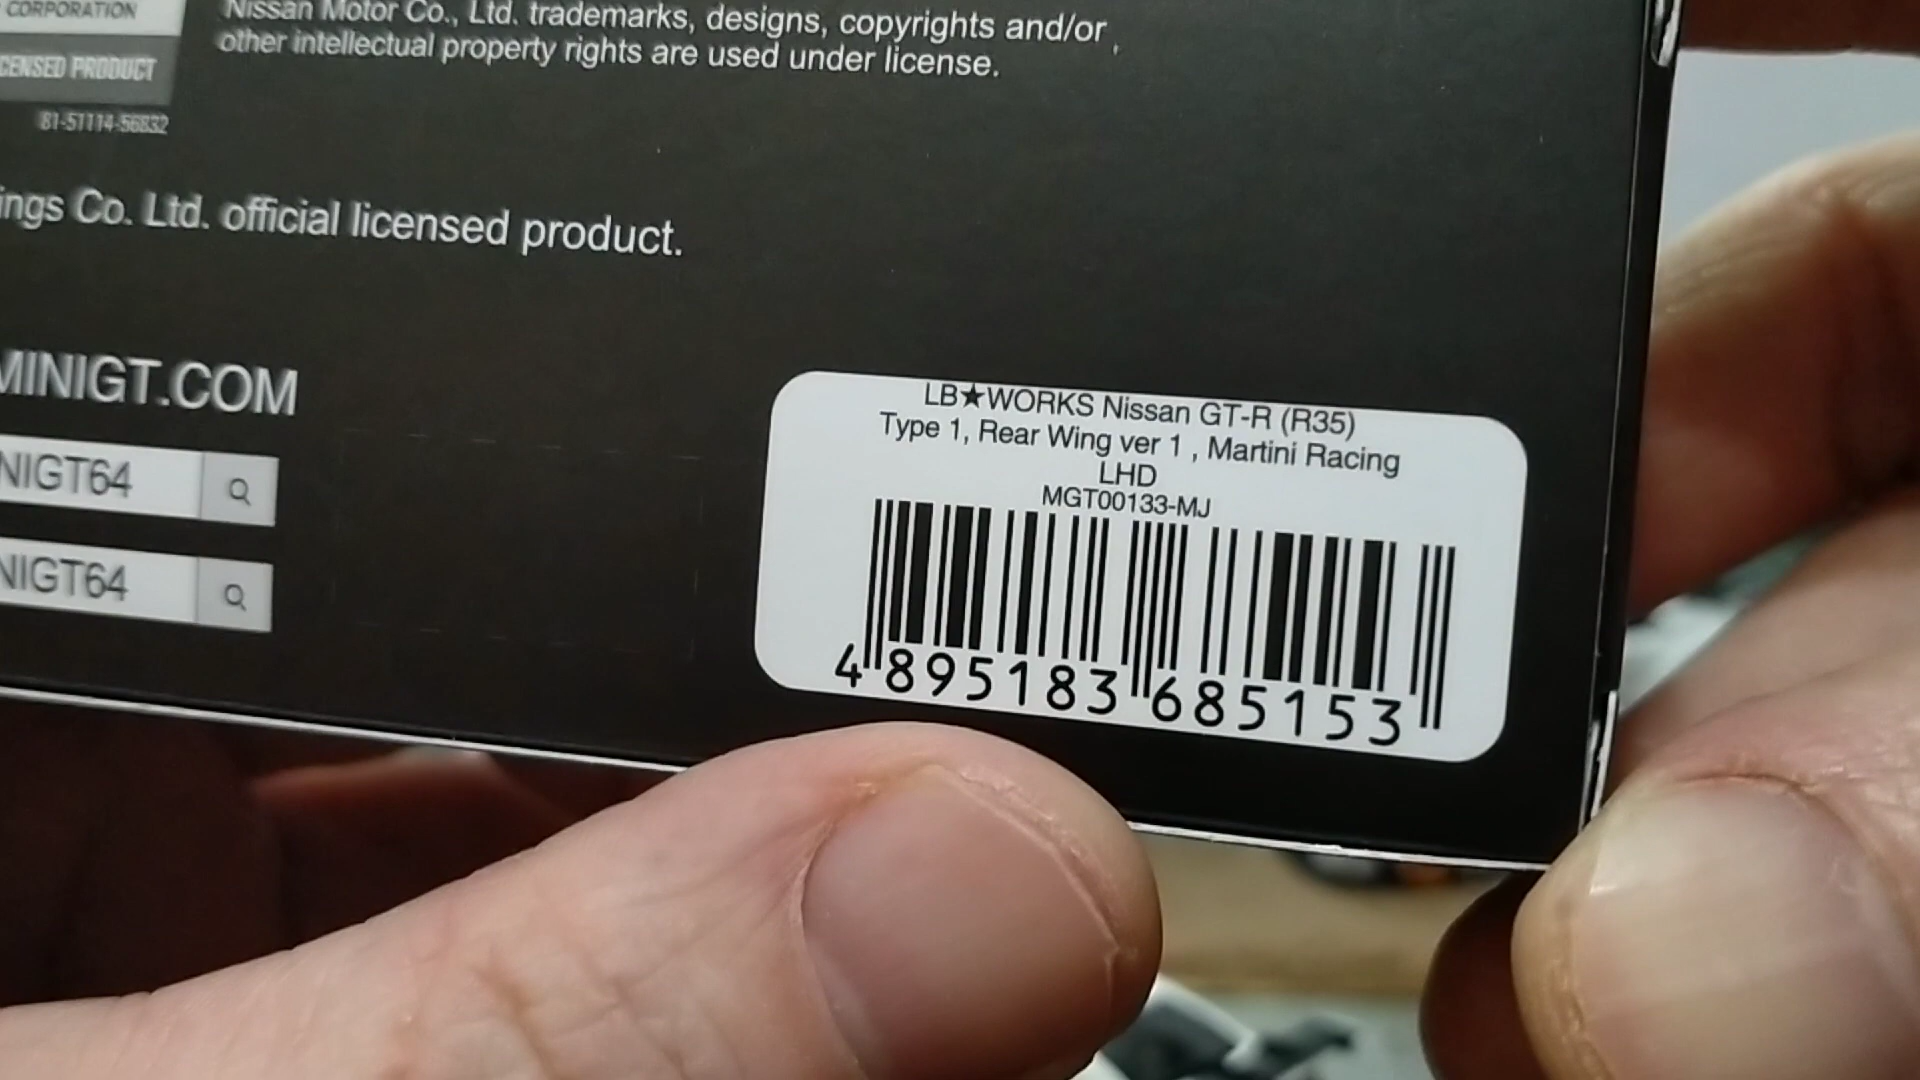 CORPORATION
CENSED PRODUCT
81-51114-56832
Nissan Motor Co., Ltd. trademarks, designs, copyrights and/or
other intellectual property rights are used under license.
ings Co. Ltd. official licensed product.
MINIGT.COM
NIGT64
NIGT64
LB★WORKS Nissan GT-R (R35)
Type 1, Rear Wing ver 1 , Martini Racing
LHD
MGT00133-MJ
4 895183 685153